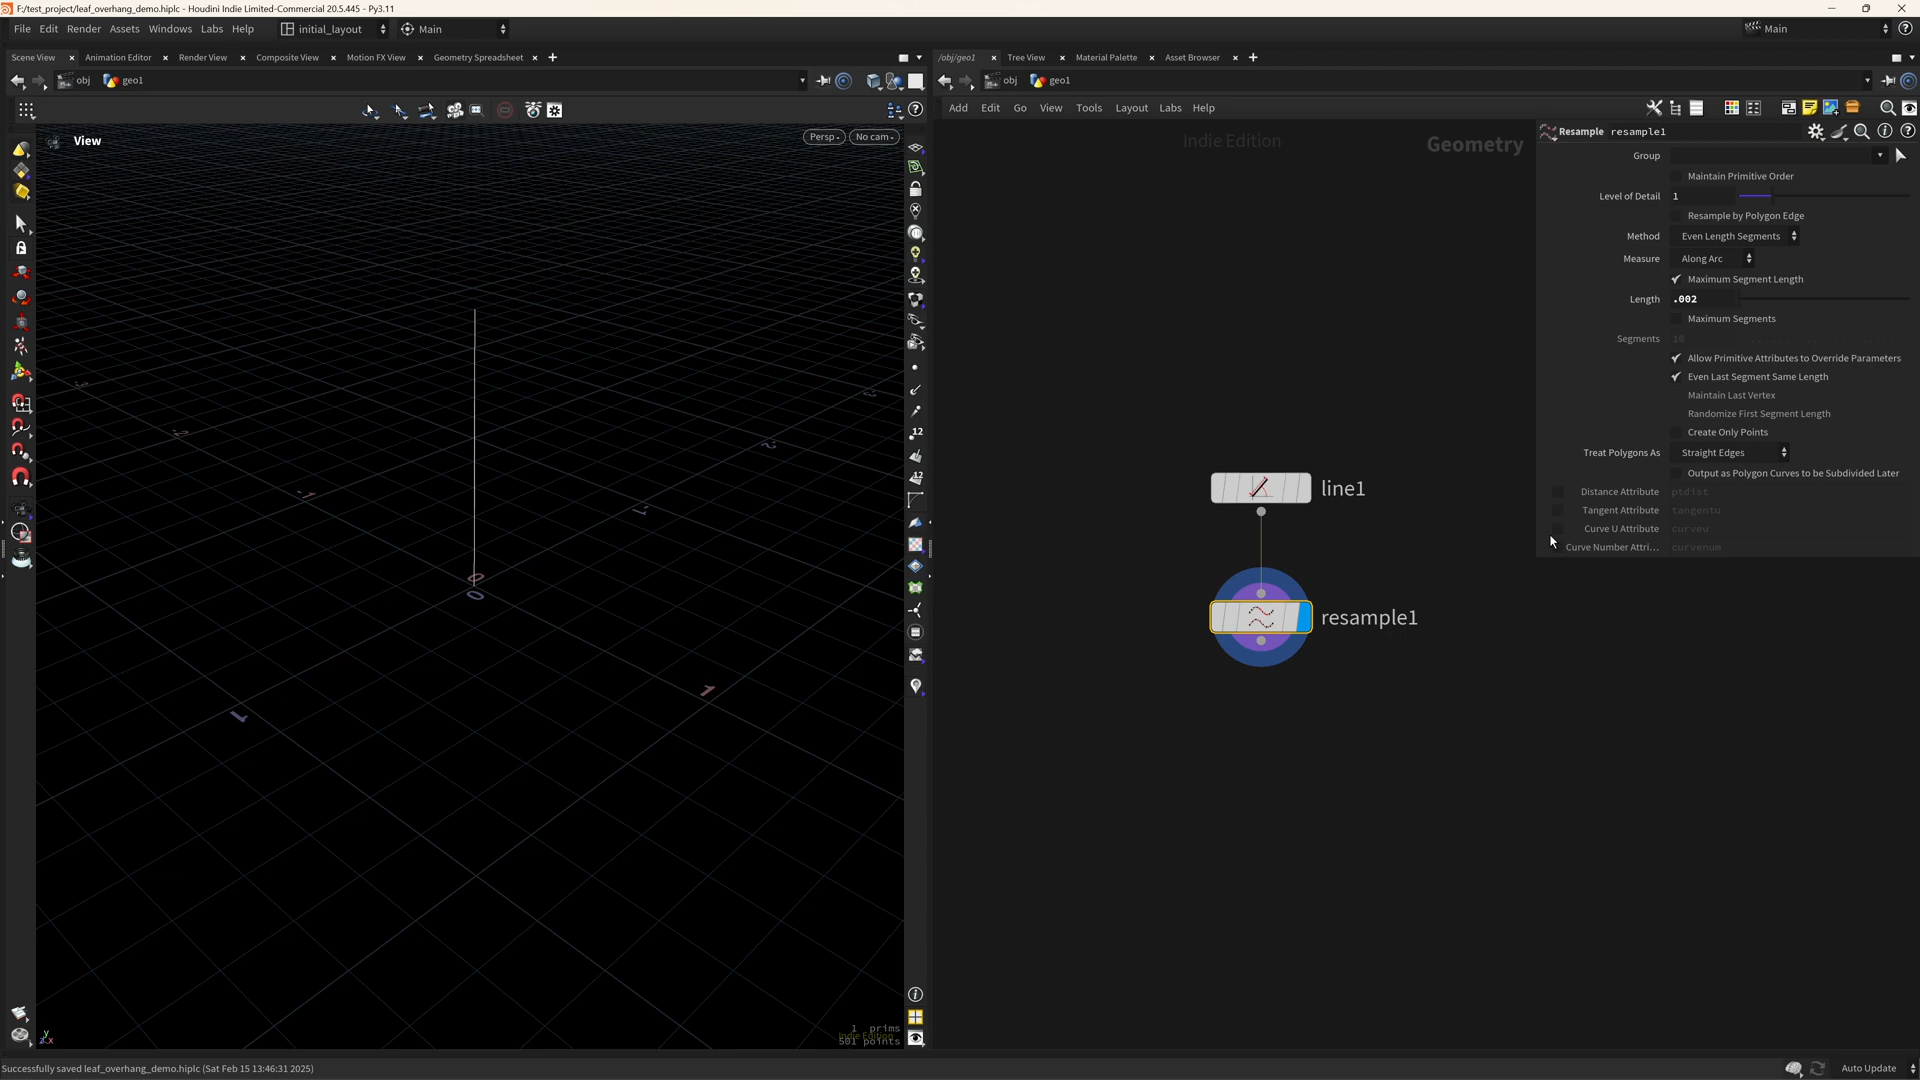 F:/test_project/leaf_overhang_demo.hiplc - Houdini Indie Limited-Commercial 20.5.445 - Py3.11
File Edit Render Assets Windows Labs Help initial_layout Main Main
Scene View Animation Editor Render View Composite View Motion FX View Geometry Spreadsheet
/obj/geo1 Tree View Material Palette Asset Browser
obj geo1
obj geo1
Add Edit Go View Tools Layout Labs Help
View
Persp No cam
Indie Edition
Geometry
Resample resample1
Group
Maintain Primitive Order
Level of Detail 1
Resample by Polygon Edge
Method Even Length Segments
Measure Along Arc
Maximum Segment Length
Length .002
Maximum Segments
Segments 10
Allow Primitive Attributes to Override Parameters
Even Last Segment Same Length
Maintain Last Vertex
Randomize First Segment Length
Create Only Points
Treat Polygons As Straight Edges
Output as Polygon Curves to be Subdivided Later
Distance Attribute ptdist
Tangent Attribute tangentu
Curve U Attribute curveu
Curve Number Attri... curvenum
line1
resample1
0
0
1
1
12
12
1 prims
Indie Edition
501 points
Successfully saved leaf_overhang_demo.hiplc (Sat Feb 15 13:46:31 2025)
Auto Update